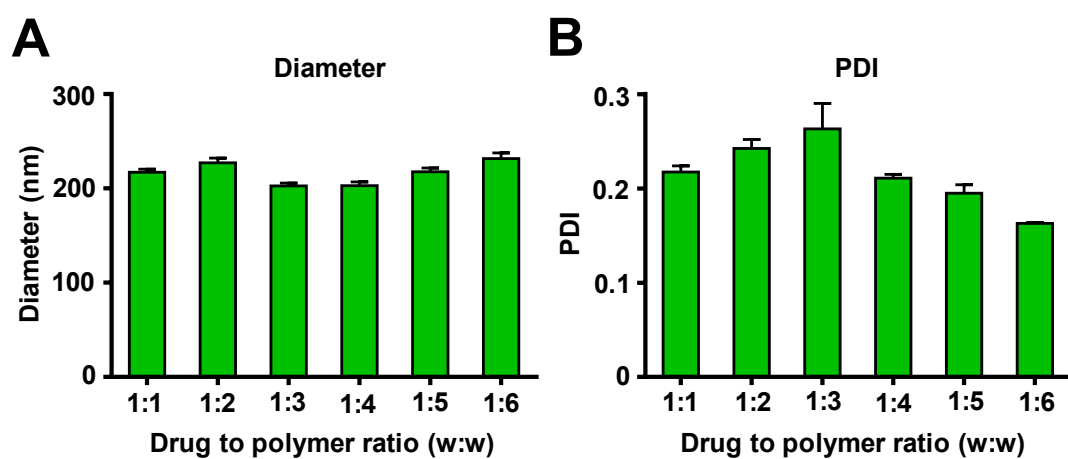 A
Diameter
Diameter (nm)
300
200
100
0
1:1 1:2 1:3 1:4 1:5 1:6
Drug to polymer ratio (w:w)
B
PDI
PDI
0.3
0.2
0.1
0
1:1 1:2 1:3 1:4 1:5 1:6
Drug to polymer ratio (w:w)